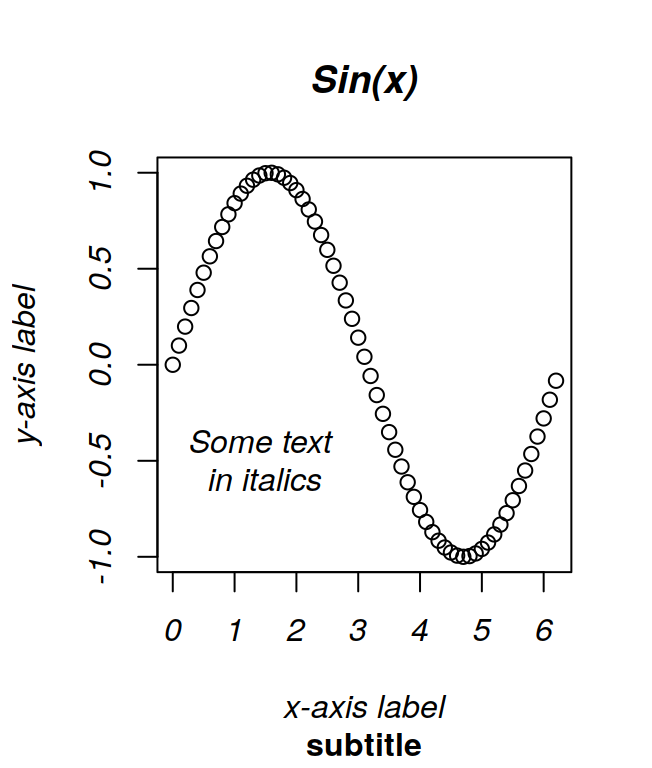 Sin(x)
1.0
0.5
0.0
-0.5
-1.0
y-axis label
Some text
in italics
0 1 2 3 4 5 6
x-axis label
subtitle